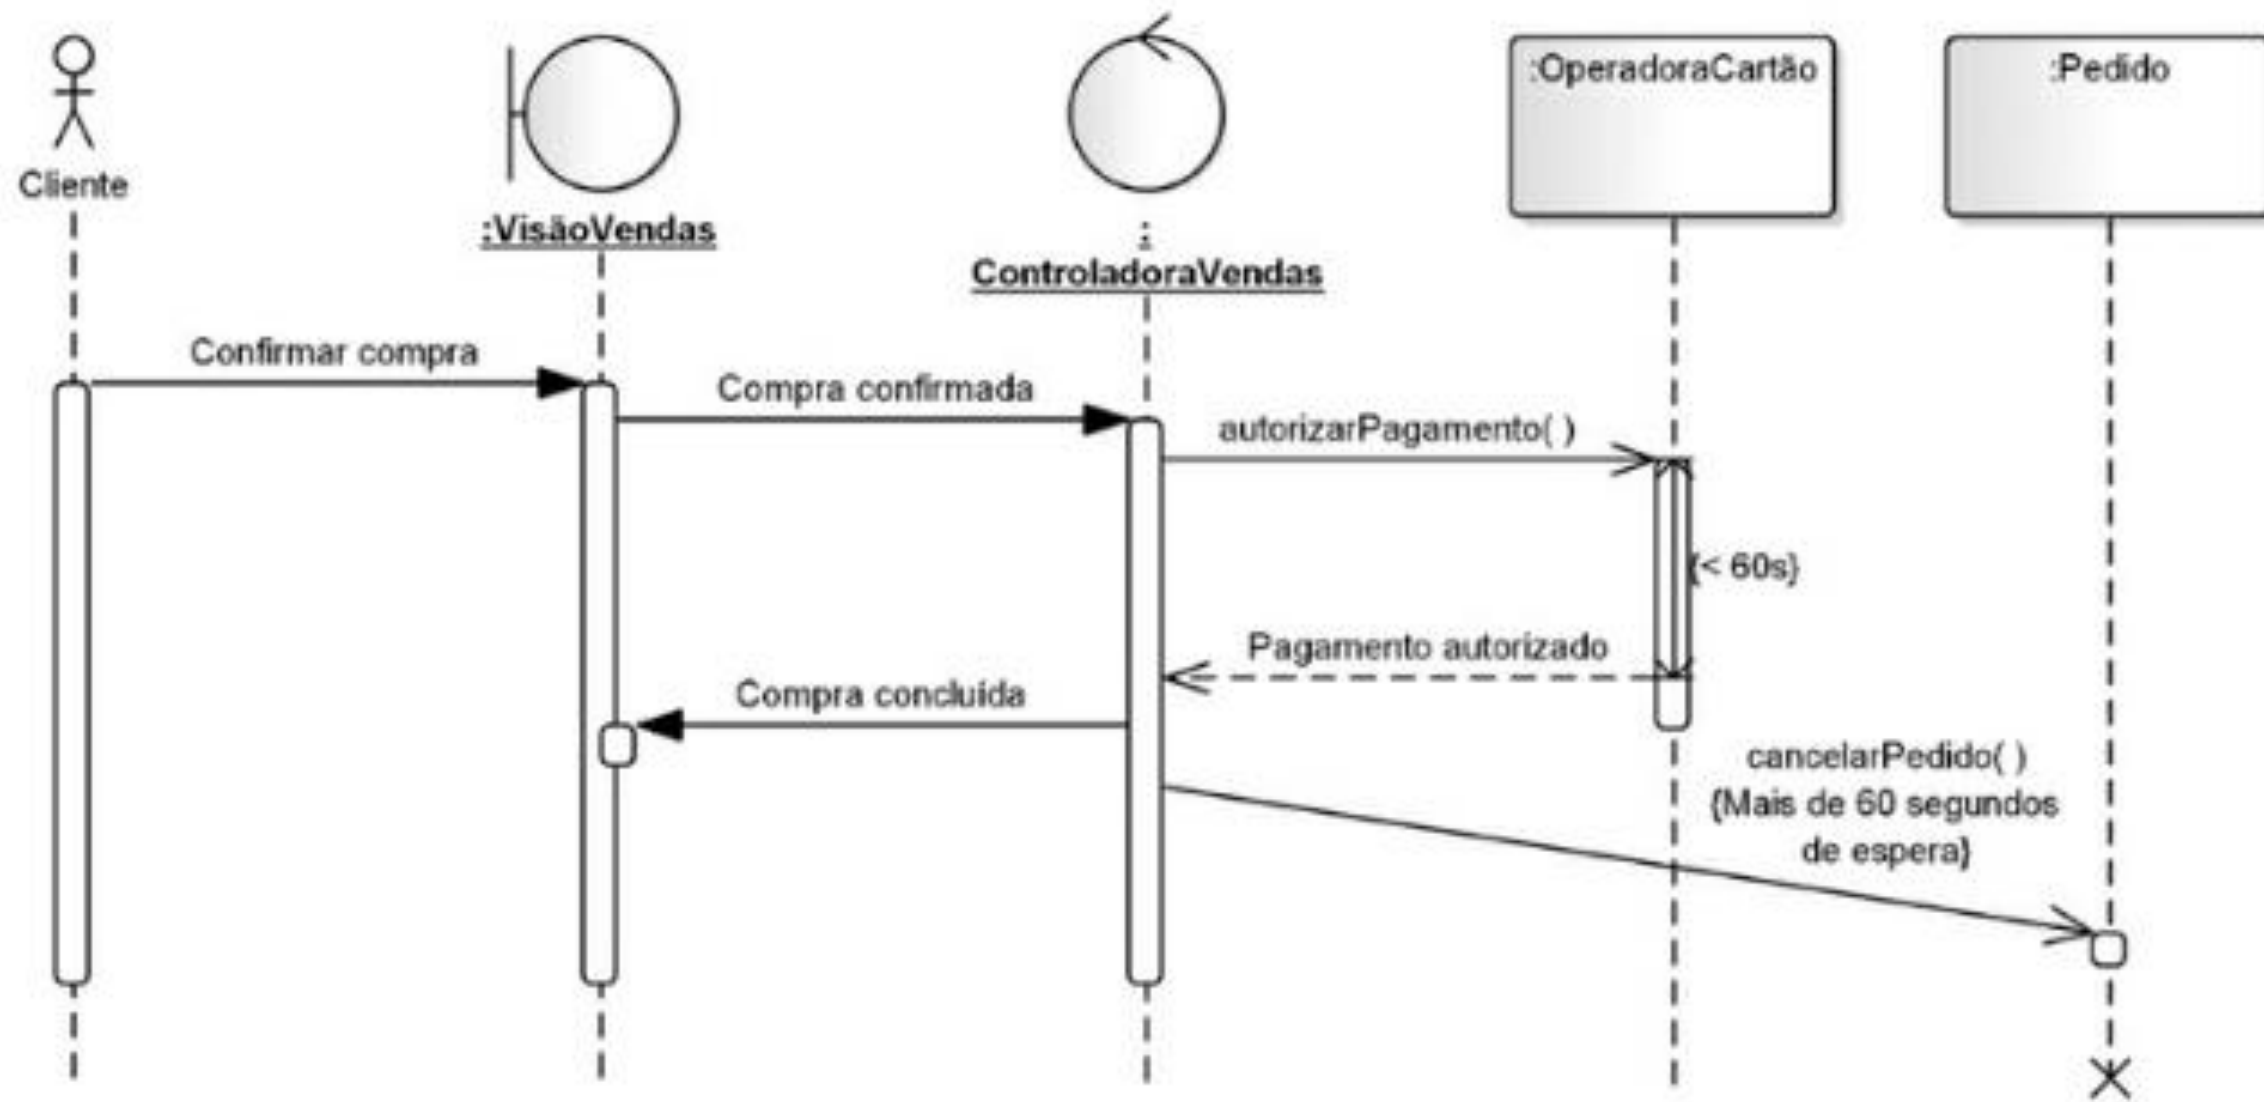 :OperadoraCartão
:Pedido
Cliente
:VisãoVendas
:
ControladoraVendas
Confirmar compra
Compra confirmada
autorizarPagamento( )
{< 60s}
Pagamento autorizado
Compra concluída
cancelarPedido( )
{Mais de 60 segundos
de espera}